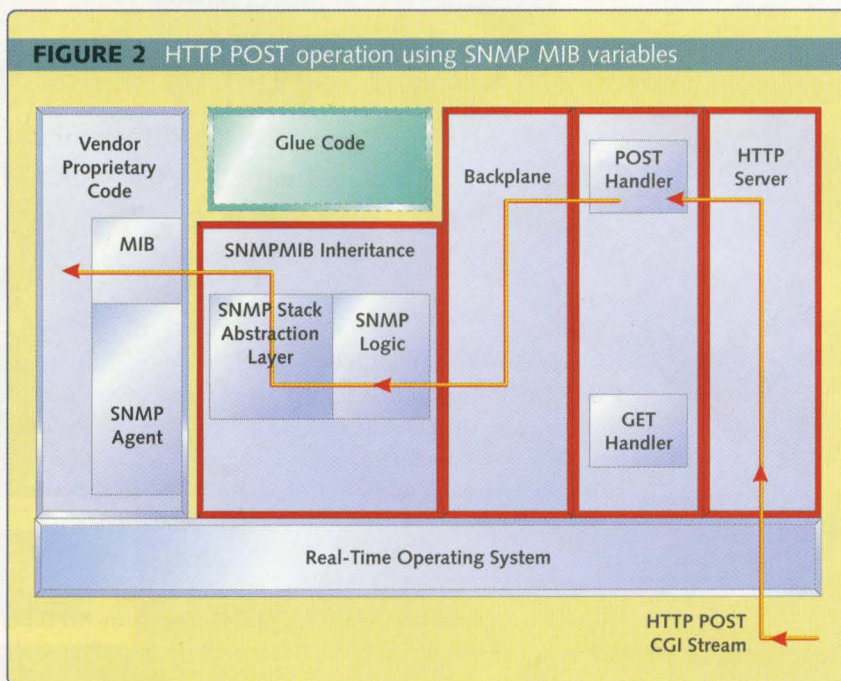 FIGURE 2 HTTP POST operation using SNMP MIB variables
Vendor
Proprietary
Code
MIB
SNMP
Agent
Glue Code
SNMPMIB Inheritance
SNMP Stack
Abstraction
Layer
SNMP
Logic
Backplane
POST
Handler
GET
Handler
HTTP
Server
Real-Time Operating System
HTTP POST
CGI Stream